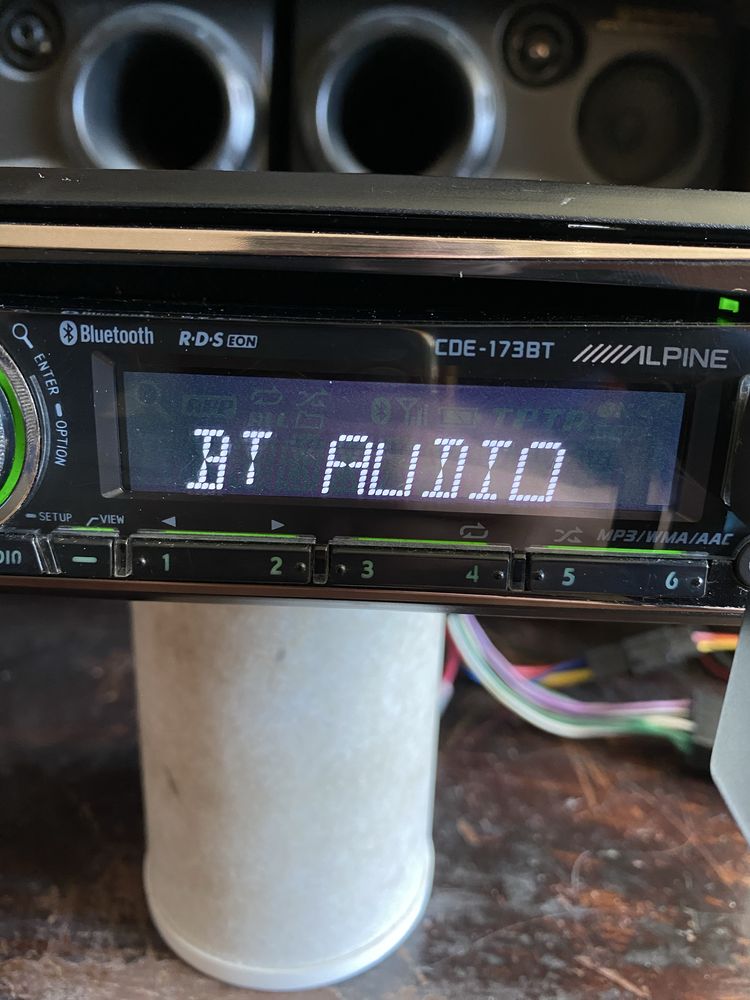 Bluetooth R·D·S EON CDE-173BT ALPINE
ENTER
OPTION
BT AUDIO
SETUP VIEW MP3/WMA/AAC
1 2 3 4 5 6